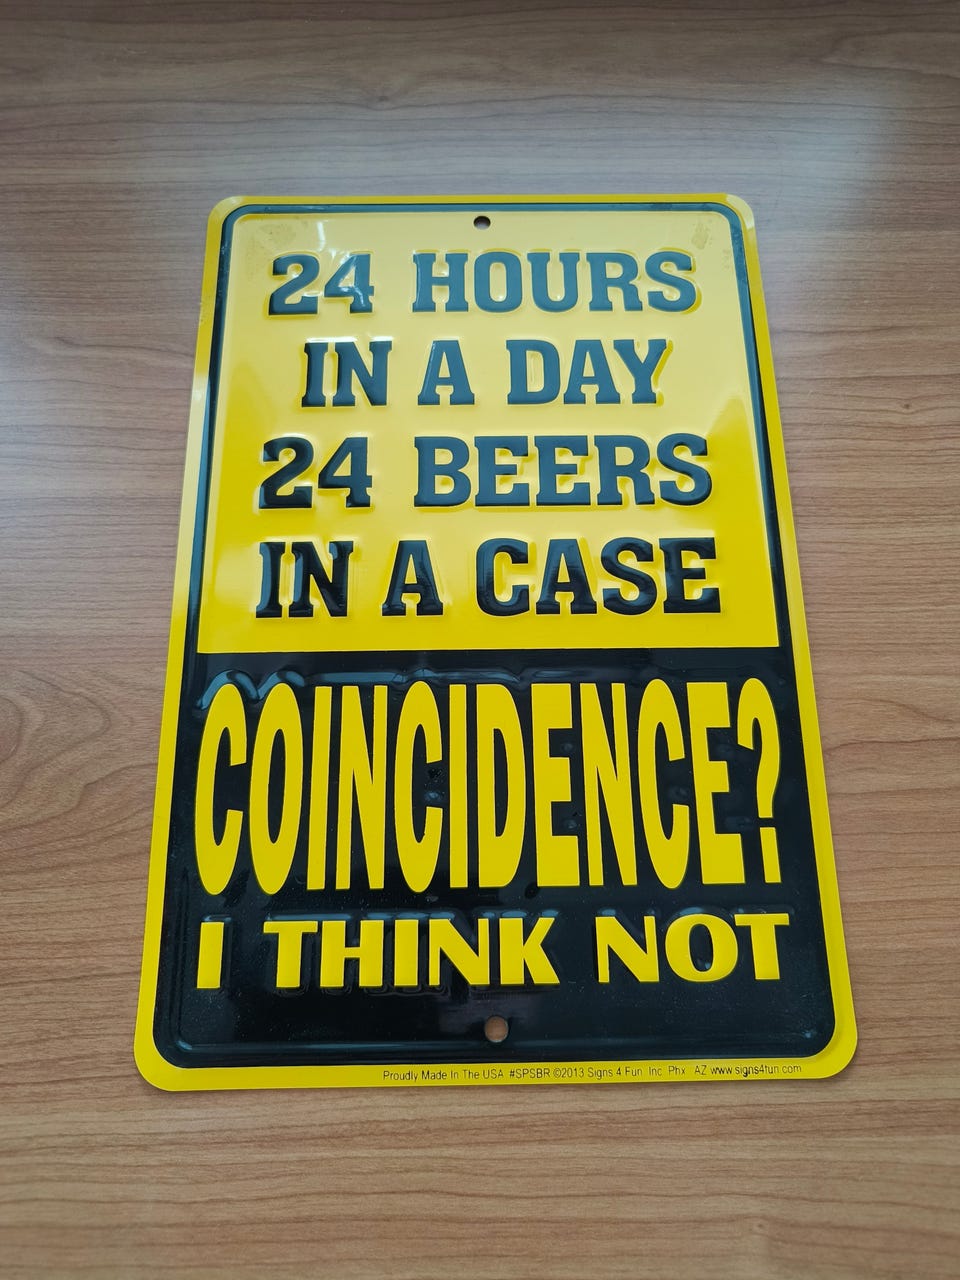 24 HOURS
IN A DAY
24 BEERS
IN A CASE
COINCIDENCE?
I THINK NOT
Proudly Made In The USA #SPSBR ©2013 Signs 4 Fun Inc Phx AZ www.signs4fun.com